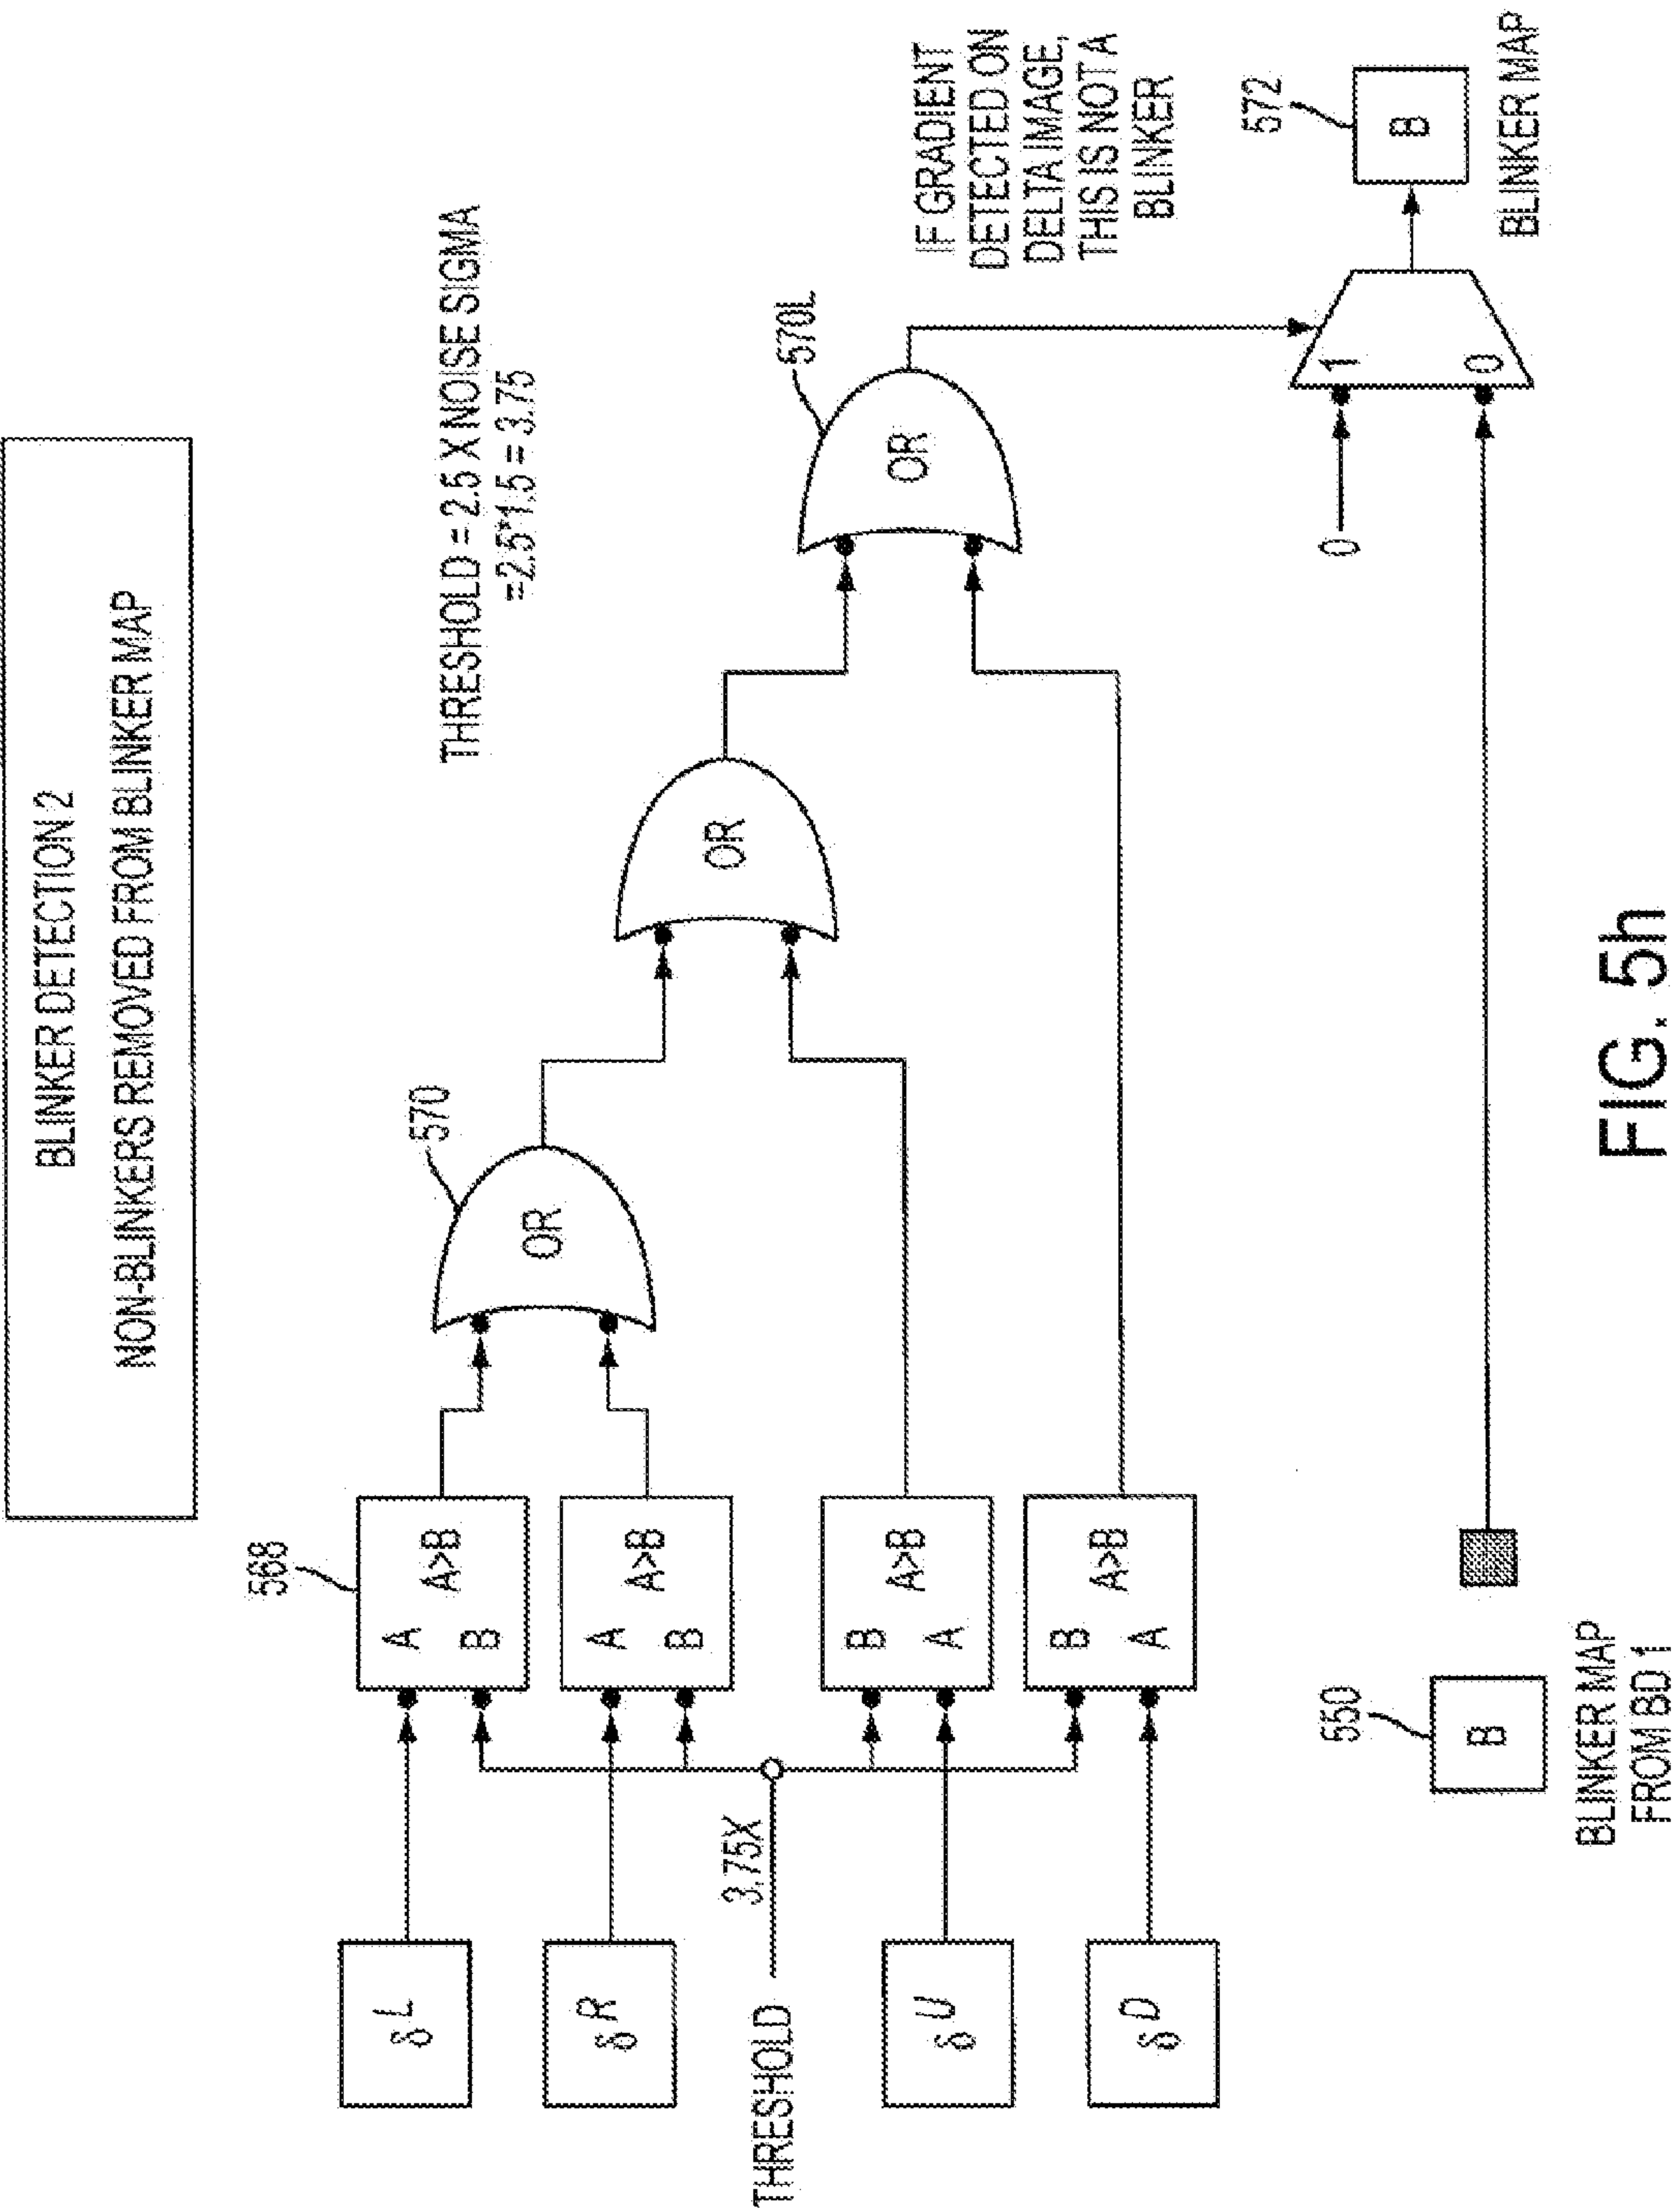 BLINKER DETECTION 2
NON-BLINKERS REMOVED FROM BLINKER MAP
THRESHOLD = 2.5 X NOISE SIGMA
=2.5*1.5 = 3.75
568
570
570L
δL
A
B
A>B
OR
δR
A
B
A>B
OR
THRESHOLD
3.75X
δU
B
A
A>B
OR
δD
B
A
A>B
IF GRADIENT
DETECTED ON
DELTA IMAGE,
THIS IS NOT A
BLINKER
0
1
0
572
B
BLINKER MAP
550
B
BLINKER MAP
FROM BD 1
FIG. 5h